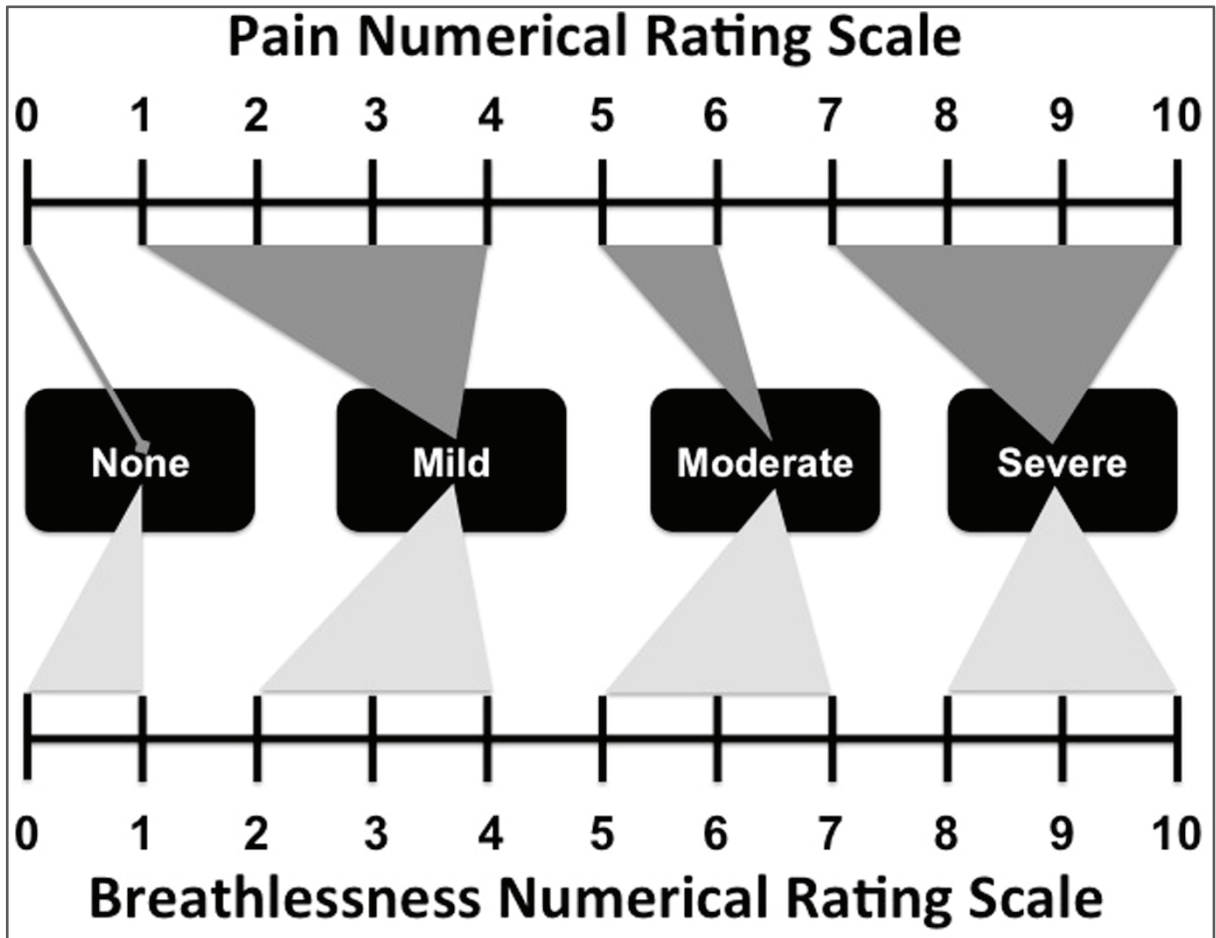 Pain Numerical Rating Scale
0 1 2 3 4 5 6 7 8 9 10
None Mild Moderate Severe
0 1 2 3 4 5 6 7 8 9 10
Breathlessness Numerical Rating Scale